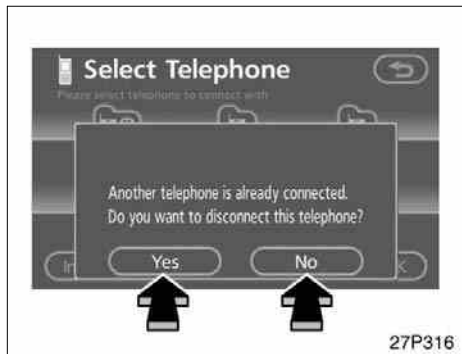 Select Telephone
Please select telephone to connect with
Another telephone is already connected.
Do you want to disconnect this telephone?
Yes
No
27P316